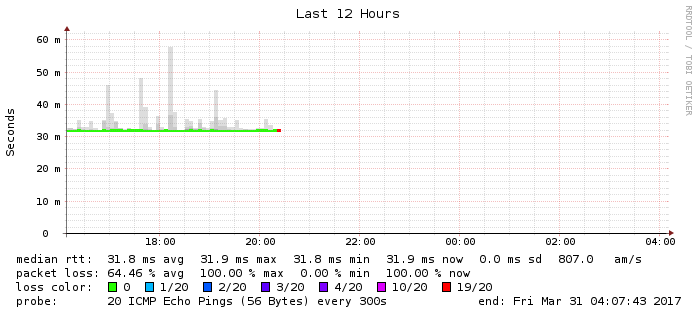 Last 12 Hours
RRDTOOL / TOBI OETIKER
Seconds
60 m
50 m
40 m
30 m
20 m
10 m
0
18:00 20:00 22:00 00:00 02:00 04:00
median rtt: 31.8 ms avg 31.9 ms max 31.8 ms min 31.9 ms now 0.0 ms sd 807.0 am/s
packet loss: 64.46 % avg 100.00 % max 0.00 % min 100.00 % now
loss color: 0 1/20 2/20 3/20 4/20 10/20 19/20
probe: 20 ICMP Echo Pings (56 Bytes) every 300s end: Fri Mar 31 04:07:43 2017